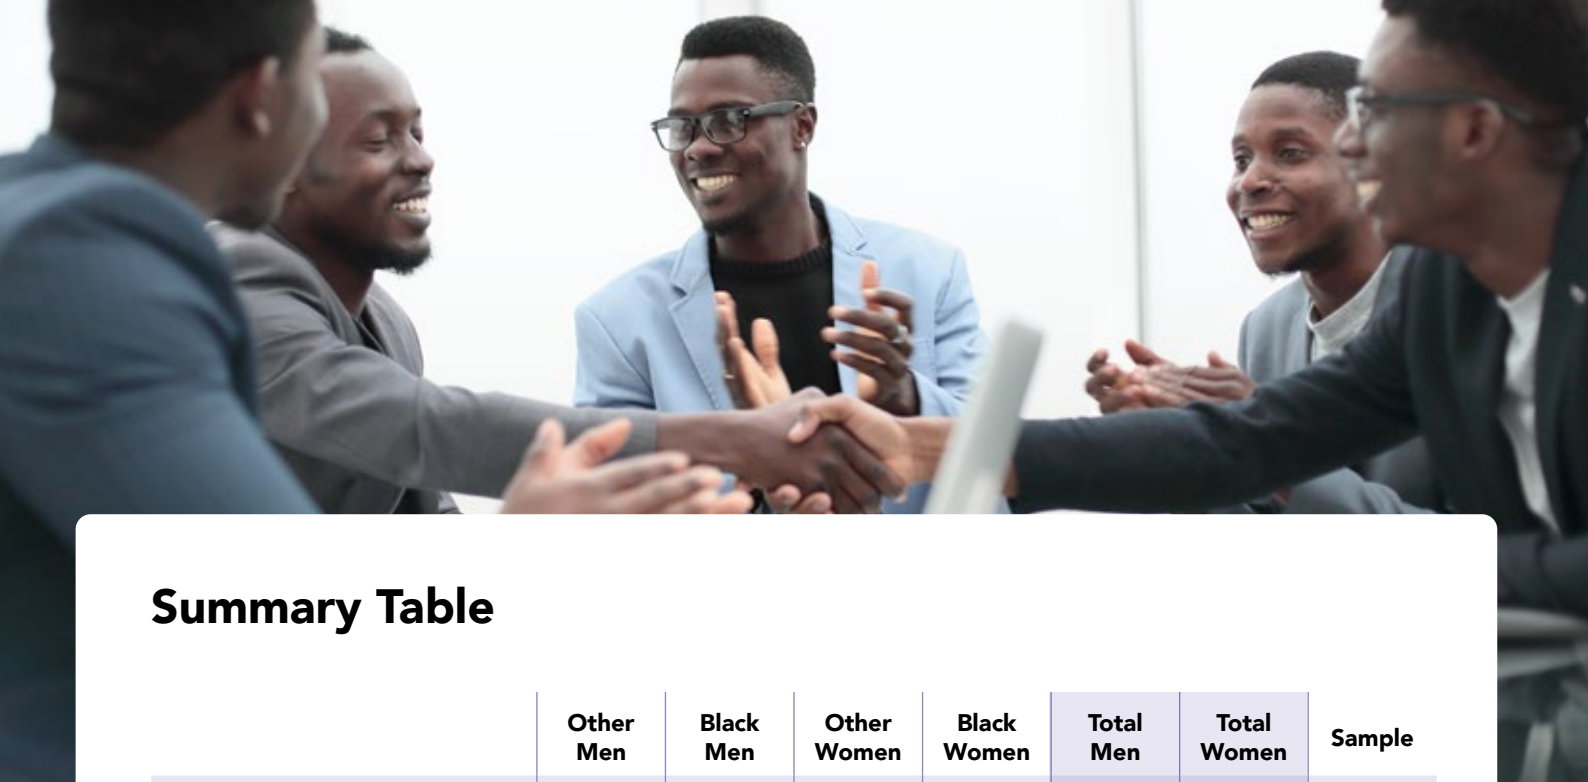 Summary Table
Other Men
Black Men
Other Women
Black Women
Total Men
Total Women
Sample